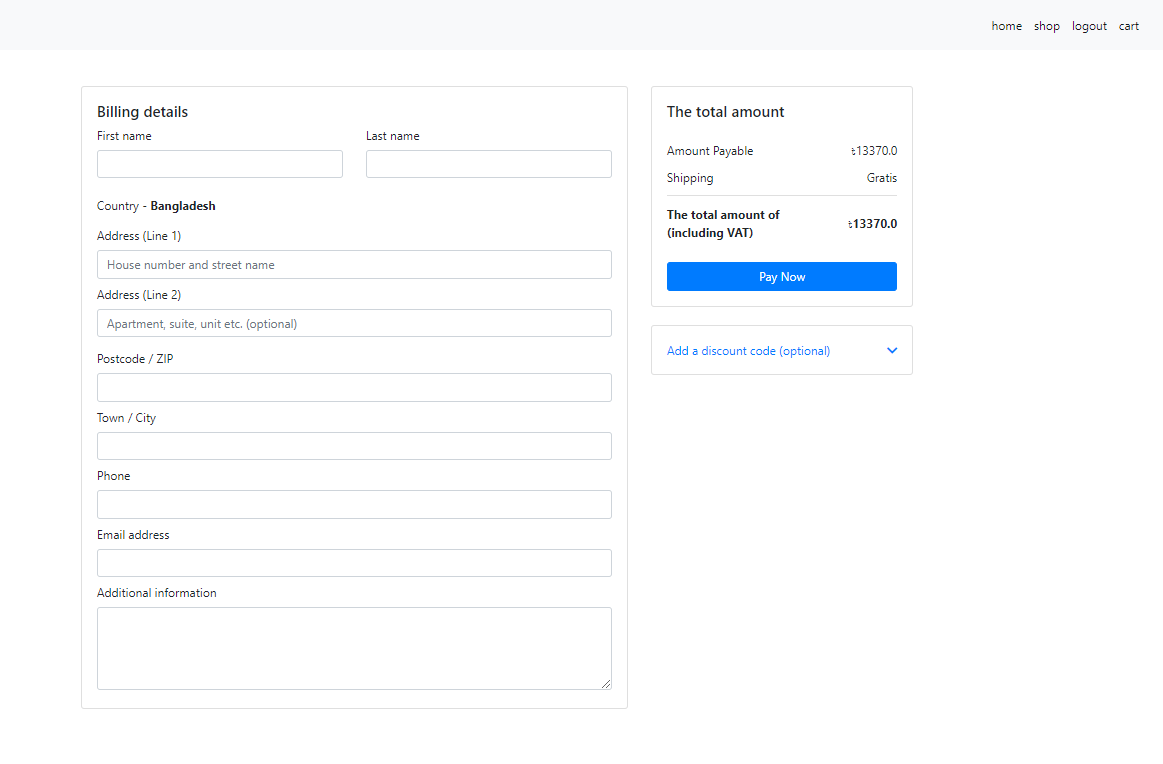 home shop logout cart
Billing details
First name Last name
Country - Bangladesh
Address (Line 1)
House number and street name
Address (Line 2)
Apartment, suite, unit etc. (optional)
Postcode / ZIP
Town / City
Phone
Email address
Additional information
The total amount
Amount Payable ৳13370.0
Shipping Gratis
The total amount of
(including VAT) ৳13370.0
Pay Now
Add a discount code (optional)